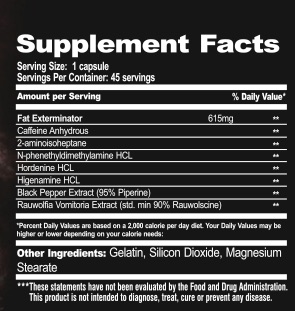 Supplement Facts
Serving Size: 1 capsule
Servings Per Container: 45 servings
Amount per Serving % Daily Value*
Fat Exterminator 615mg **
Caffeine Anhydrous **
2-aminoisoheptane **
N-phenethyldimethylamine HCL **
Hordenine HCL **
Higenamine HCL **
Black Pepper Extract (95% Piperine) **
Rauwolfia Vomitoria Extract (std. min 90% Rauwolscine) **
*Percent Daily Values are based on a 2,000 calorie per day diet. Your Daily Values may be
higher or lower depending on your calorie needs:
Other Ingredients: Gelatin, Silicon Dioxide, Magnesium
Stearate
***These statements have not been evaluated by the Food and Drug Administration.
This product is not intended to diagnose, treat, cure or prevent any disease.